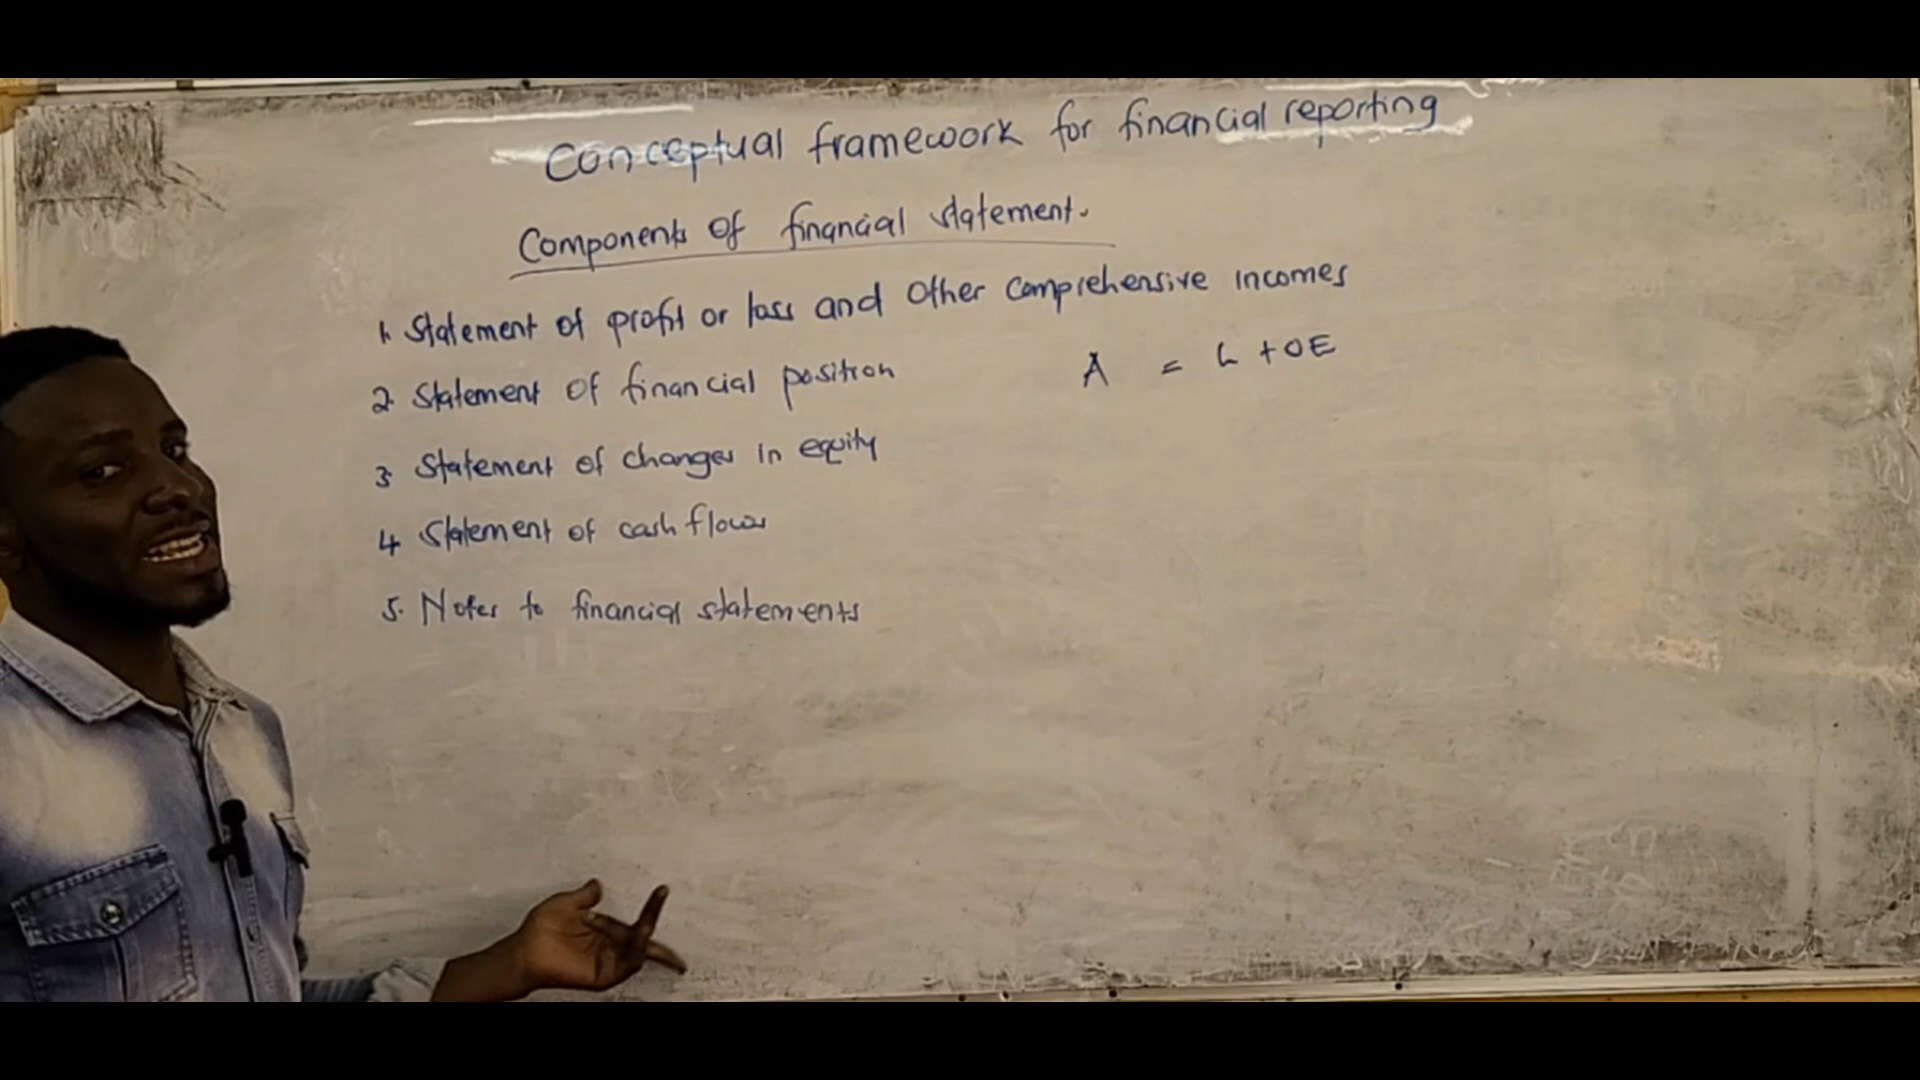 Conceptual framework for financial reporting
Components of financial statement.
1. Statement of profit or loss and Other comprehensive incomes
2. Statement of financial position
A = L + OE
3. Statement of changes in equity
4 Statement of cash flows
5. Notes to financial statements